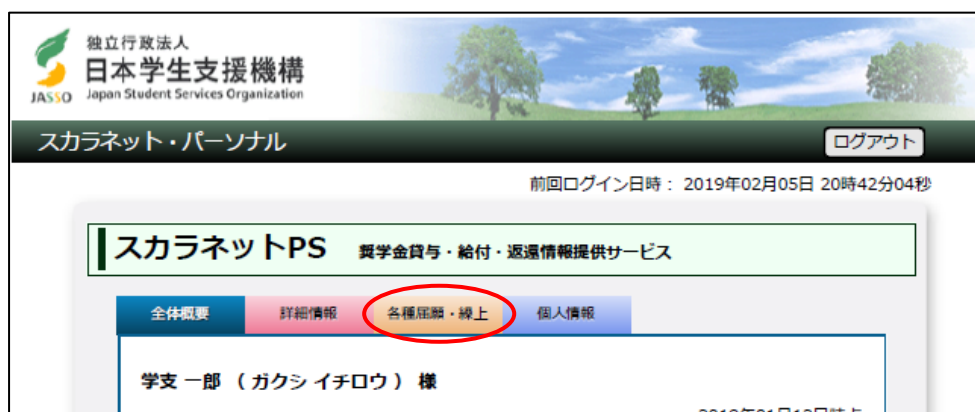 独立行政法人
日本学生支援機構
JASSO Japan Student Services Organization
スカラネット・パーソナル ログアウト
前回ログイン日時： 2019年02月05日 20時42分04秒
スカラネットPS 奨学金貸与・給付・返還情報提供サービス
全体概要 詳細情報 各種届願・繰上 個人情報
学支 一郎 （ ガクシ イチロウ ） 様